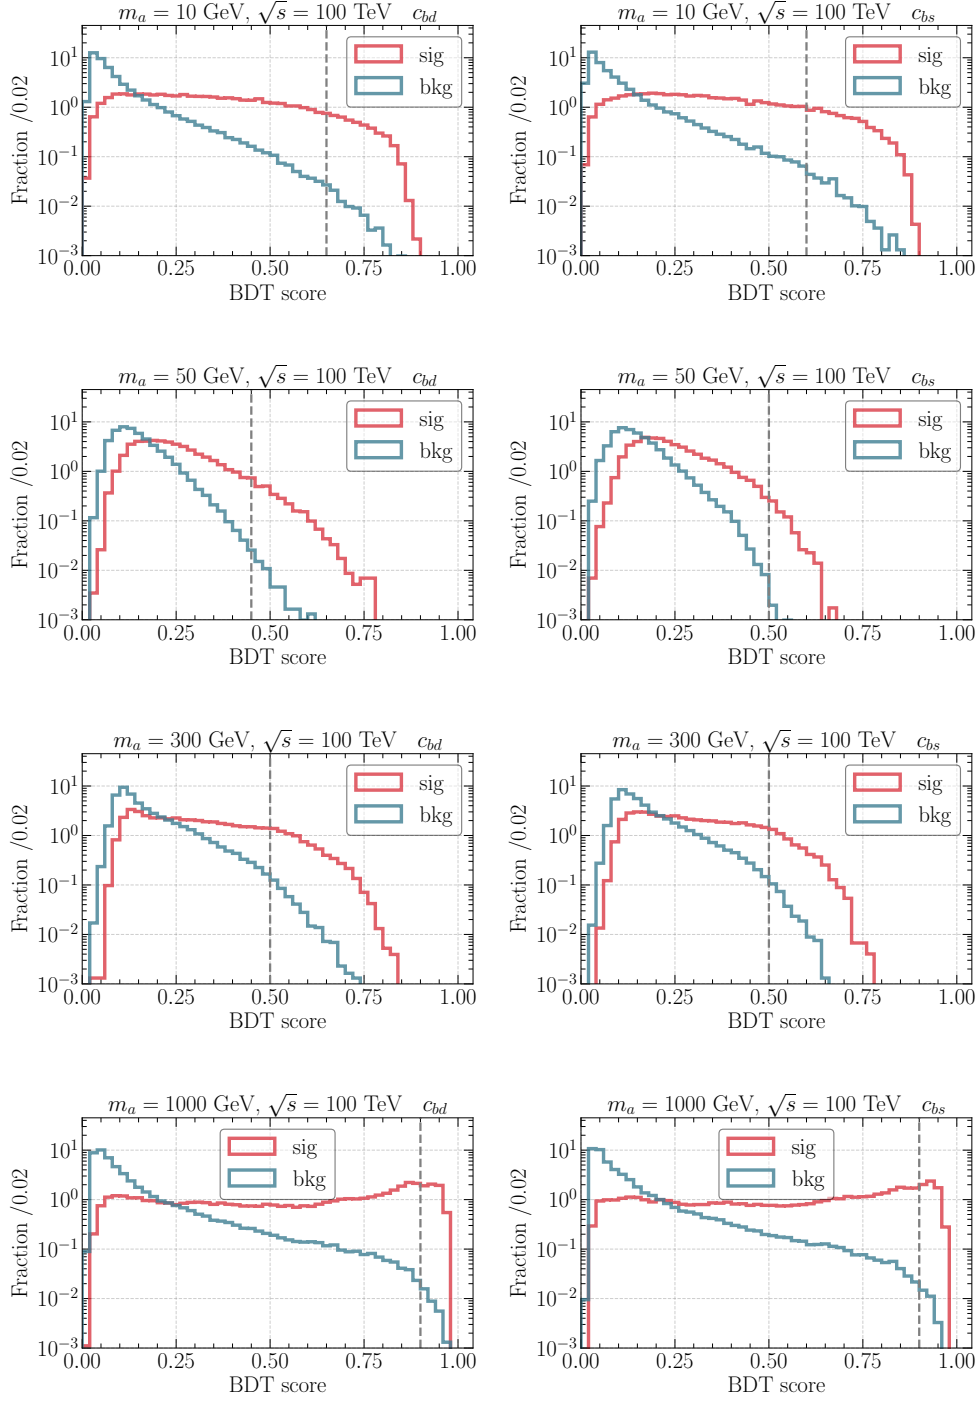 m_a = 10 GeV, √s = 100 TeV c_bd
Fraction /0.02
10^1
10^0
10^−1
10^−2
10^−3
sig
bkg
0.00 0.25 0.50 0.75 1.00
BDT score
m_a = 10 GeV, √s = 100 TeV c_bs
Fraction /0.02
10^1
10^0
10^−1
10^−2
10^−3
sig
bkg
0.00 0.25 0.50 0.75 1.00
BDT score
m_a = 50 GeV, √s = 100 TeV c_bd
Fraction /0.02
10^1
10^0
10^−1
10^−2
10^−3
sig
bkg
0.00 0.25 0.50 0.75 1.00
BDT score
m_a = 50 GeV, √s = 100 TeV c_bs
Fraction /0.02
10^1
10^0
10^−1
10^−2
10^−3
sig
bkg
0.00 0.25 0.50 0.75 1.00
BDT score
m_a = 300 GeV, √s = 100 TeV c_bd
Fraction /0.02
10^1
10^0
10^−1
10^−2
10^−3
sig
bkg
0.00 0.25 0.50 0.75 1.00
BDT score
m_a = 300 GeV, √s = 100 TeV c_bs
Fraction /0.02
10^1
10^0
10^−1
10^−2
10^−3
sig
bkg
0.00 0.25 0.50 0.75 1.00
BDT score
m_a = 1000 GeV, √s = 100 TeV c_bd
Fraction /0.02
10^1
10^0
10^−1
10^−2
10^−3
sig
bkg
0.00 0.25 0.50 0.75 1.00
BDT score
m_a = 1000 GeV, √s = 100 TeV c_bs
Fraction /0.02
10^1
10^0
10^−1
10^−2
10^−3
sig
bkg
0.00 0.25 0.50 0.75 1.00
BDT score